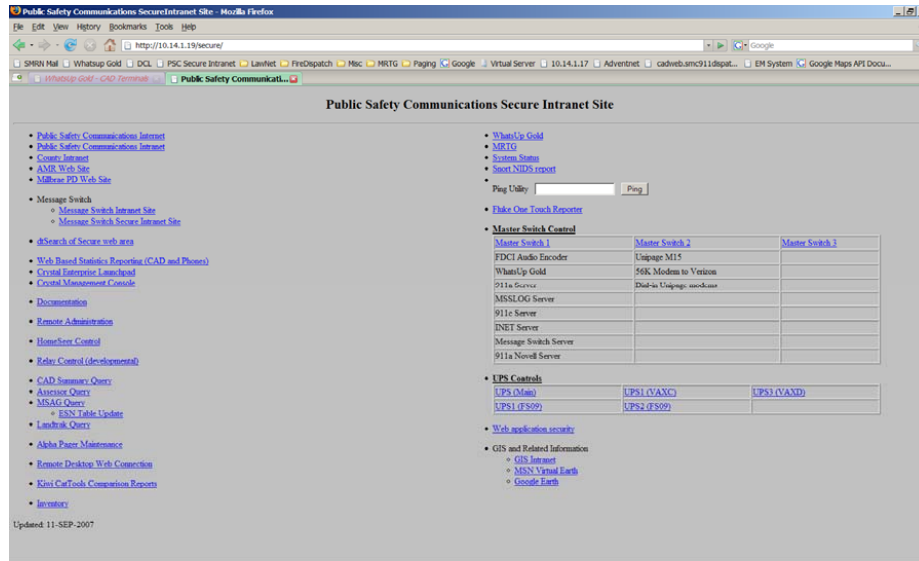 Public Safety Communications SecureIntranet Site - Mozilla Firefox
File Edit View History Bookmarks Tools Help
http://10.14.1.19/secure/
Google
SMRN Mail Whatsup Gold DCL PSC Secure Intranet LawNet FireDispatch Misc MRTG Paging Google Virtual Server 10.14.1.17 Adventnet cadweb.smc911dispat... EM System Google Maps API Docu...
WhatsUp Gold - CAD Terminals
Public Safety Communicati...
Public Safety Communications Secure Intranet Site
Public Safety Communications Internet
Public Safety Communications Intranet
County Intranet
AMR Web Site
Millbrae PD Web Site
Message Switch
Message Switch Intranet Site
Message Switch Secure Intranet Site
dtSearch of Secure web area
Web Based Statistics Reporting (CAD and Phones)
Crystal Enterprise Launchpad
Crystal Management Console
Documentation
Remote Administration
HomeSeer Control
Relay Control (developmental)
CAD Summary Query
Assessor Query
MSAG Query
ESN Table Update
Landtrak Query
Alpha Pager Maintenance
Remote Desktop Web Connection
Kiwi CatTools Comparison Reports
Inventory
Updated: 11-SEP-2007
WhatsUp Gold
MRTG
System Status
Snort NIDS report
Ping Utility Ping
Fluke One Touch Reporter
Master Switch Control
Master Switch 1 Master Switch 2 Master Switch 3
FDCI Audio Encoder Unipage M15
WhatsUp Gold 56K Modem to Verizon
911a Server Dial-in Unipage modems
MSSLOG Server
911c Server
INET Server
Message Switch Server
911a Novell Server
UPS Controls
UPS (Main) UPS1 (VAXC) UPS3 (VAXD)
UPS1 (FS09) UPS2 (FS09)
Web application security
GIS and Related Information
GIS Intranet
MSN Virtual Earth
Google Earth